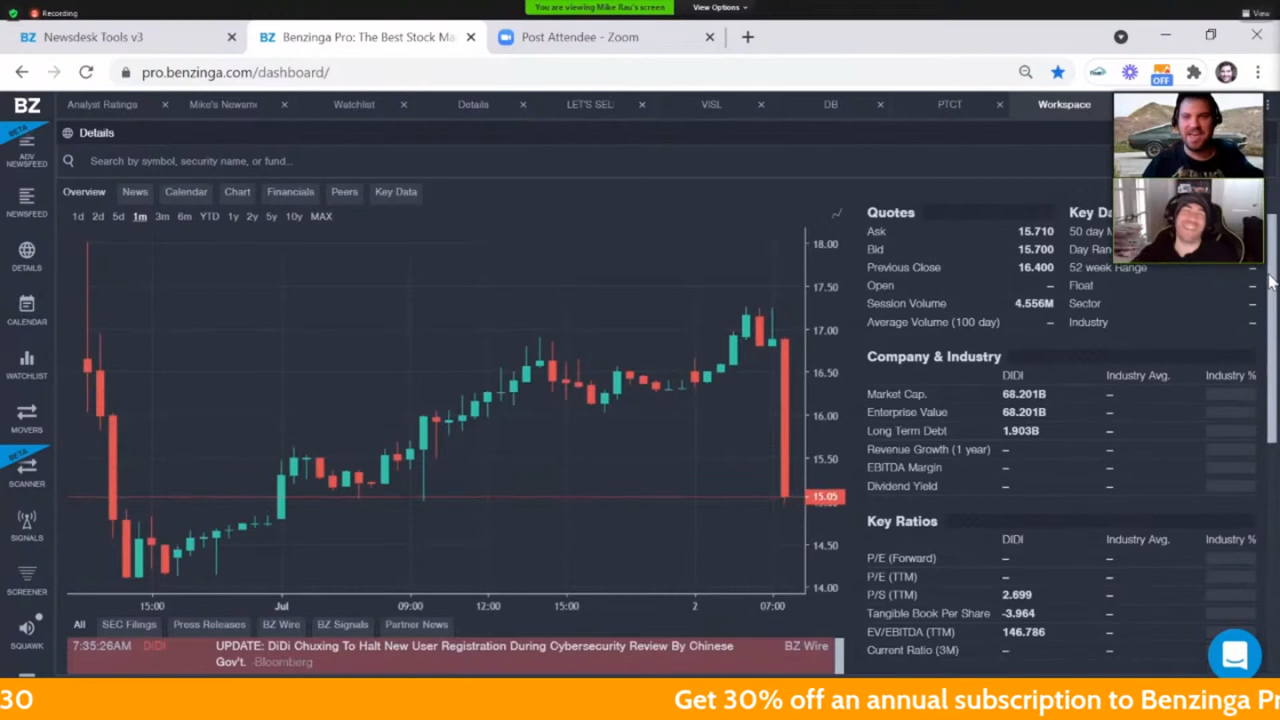 Recording
You are viewing Mike Rau's screen
View Options
View
BZ Newsdesk Tools v3
BZ Benzinga Pro: The Best Stock Ma
Post Attendee - Zoom
pro.benzinga.com/dashboard/
OFF
BZ
Analyst Ratings
Mike's Newsm
Watchlist
Details
LET'S SEL
VISL
DB
PTCT
Workspace
BETA
ADV
NEWSFEED
NEWSFEED
DETAILS
CALENDAR
WATCHLIST
MOVERS
BETA
SCANNER
SIGNALS
SCREENER
SQUAWK
Details
Search by symbol, security name, or fund...
Overview News Calendar Chart Financials Peers Key Data
1d 2d 5d 1m 3m 6m YTD 1y 2y 5y 10y MAX
18.00
17.50
17.00
16.50
16.00
15.50
15.05
14.50
14.00
15:00 Jul 09:00 12:00 15:00 2 07:00
Quotes
Ask 15.710
Bid 15.700
Previous Close 16.400
Open –
Session Volume 4.556M
Average Volume (100 day) –
Key Da
50 day M
Day Ran
52 week Range –
Float –
Sector –
Industry –
Company & Industry
DIDI Industry Avg. Industry %
Market Cap. 68.201B –
Enterprise Value 68.201B –
Long Term Debt 1.903B –
Revenue Growth (1 year) – –
EBITDA Margin – –
Dividend Yield – –
Key Ratios
DIDI Industry Avg. Industry %
P/E (Forward) – –
P/E (TTM) – –
P/S (TTM) 2.699 –
Tangible Book Per Share -3.964 –
EV/EBITDA (TTM) 146.786 –
Current Ratio (3M) – –
All SEC Filings Press Releases BZ Wire BZ Signals Partner News
7:35:26AM DIDI UPDATE: DiDi Chuxing To Halt New User Registration During Cybersecurity Review By Chinese BZ Wire
Gov't. -Bloomberg
30 Get 30% off an annual subscription to Benzinga Pr